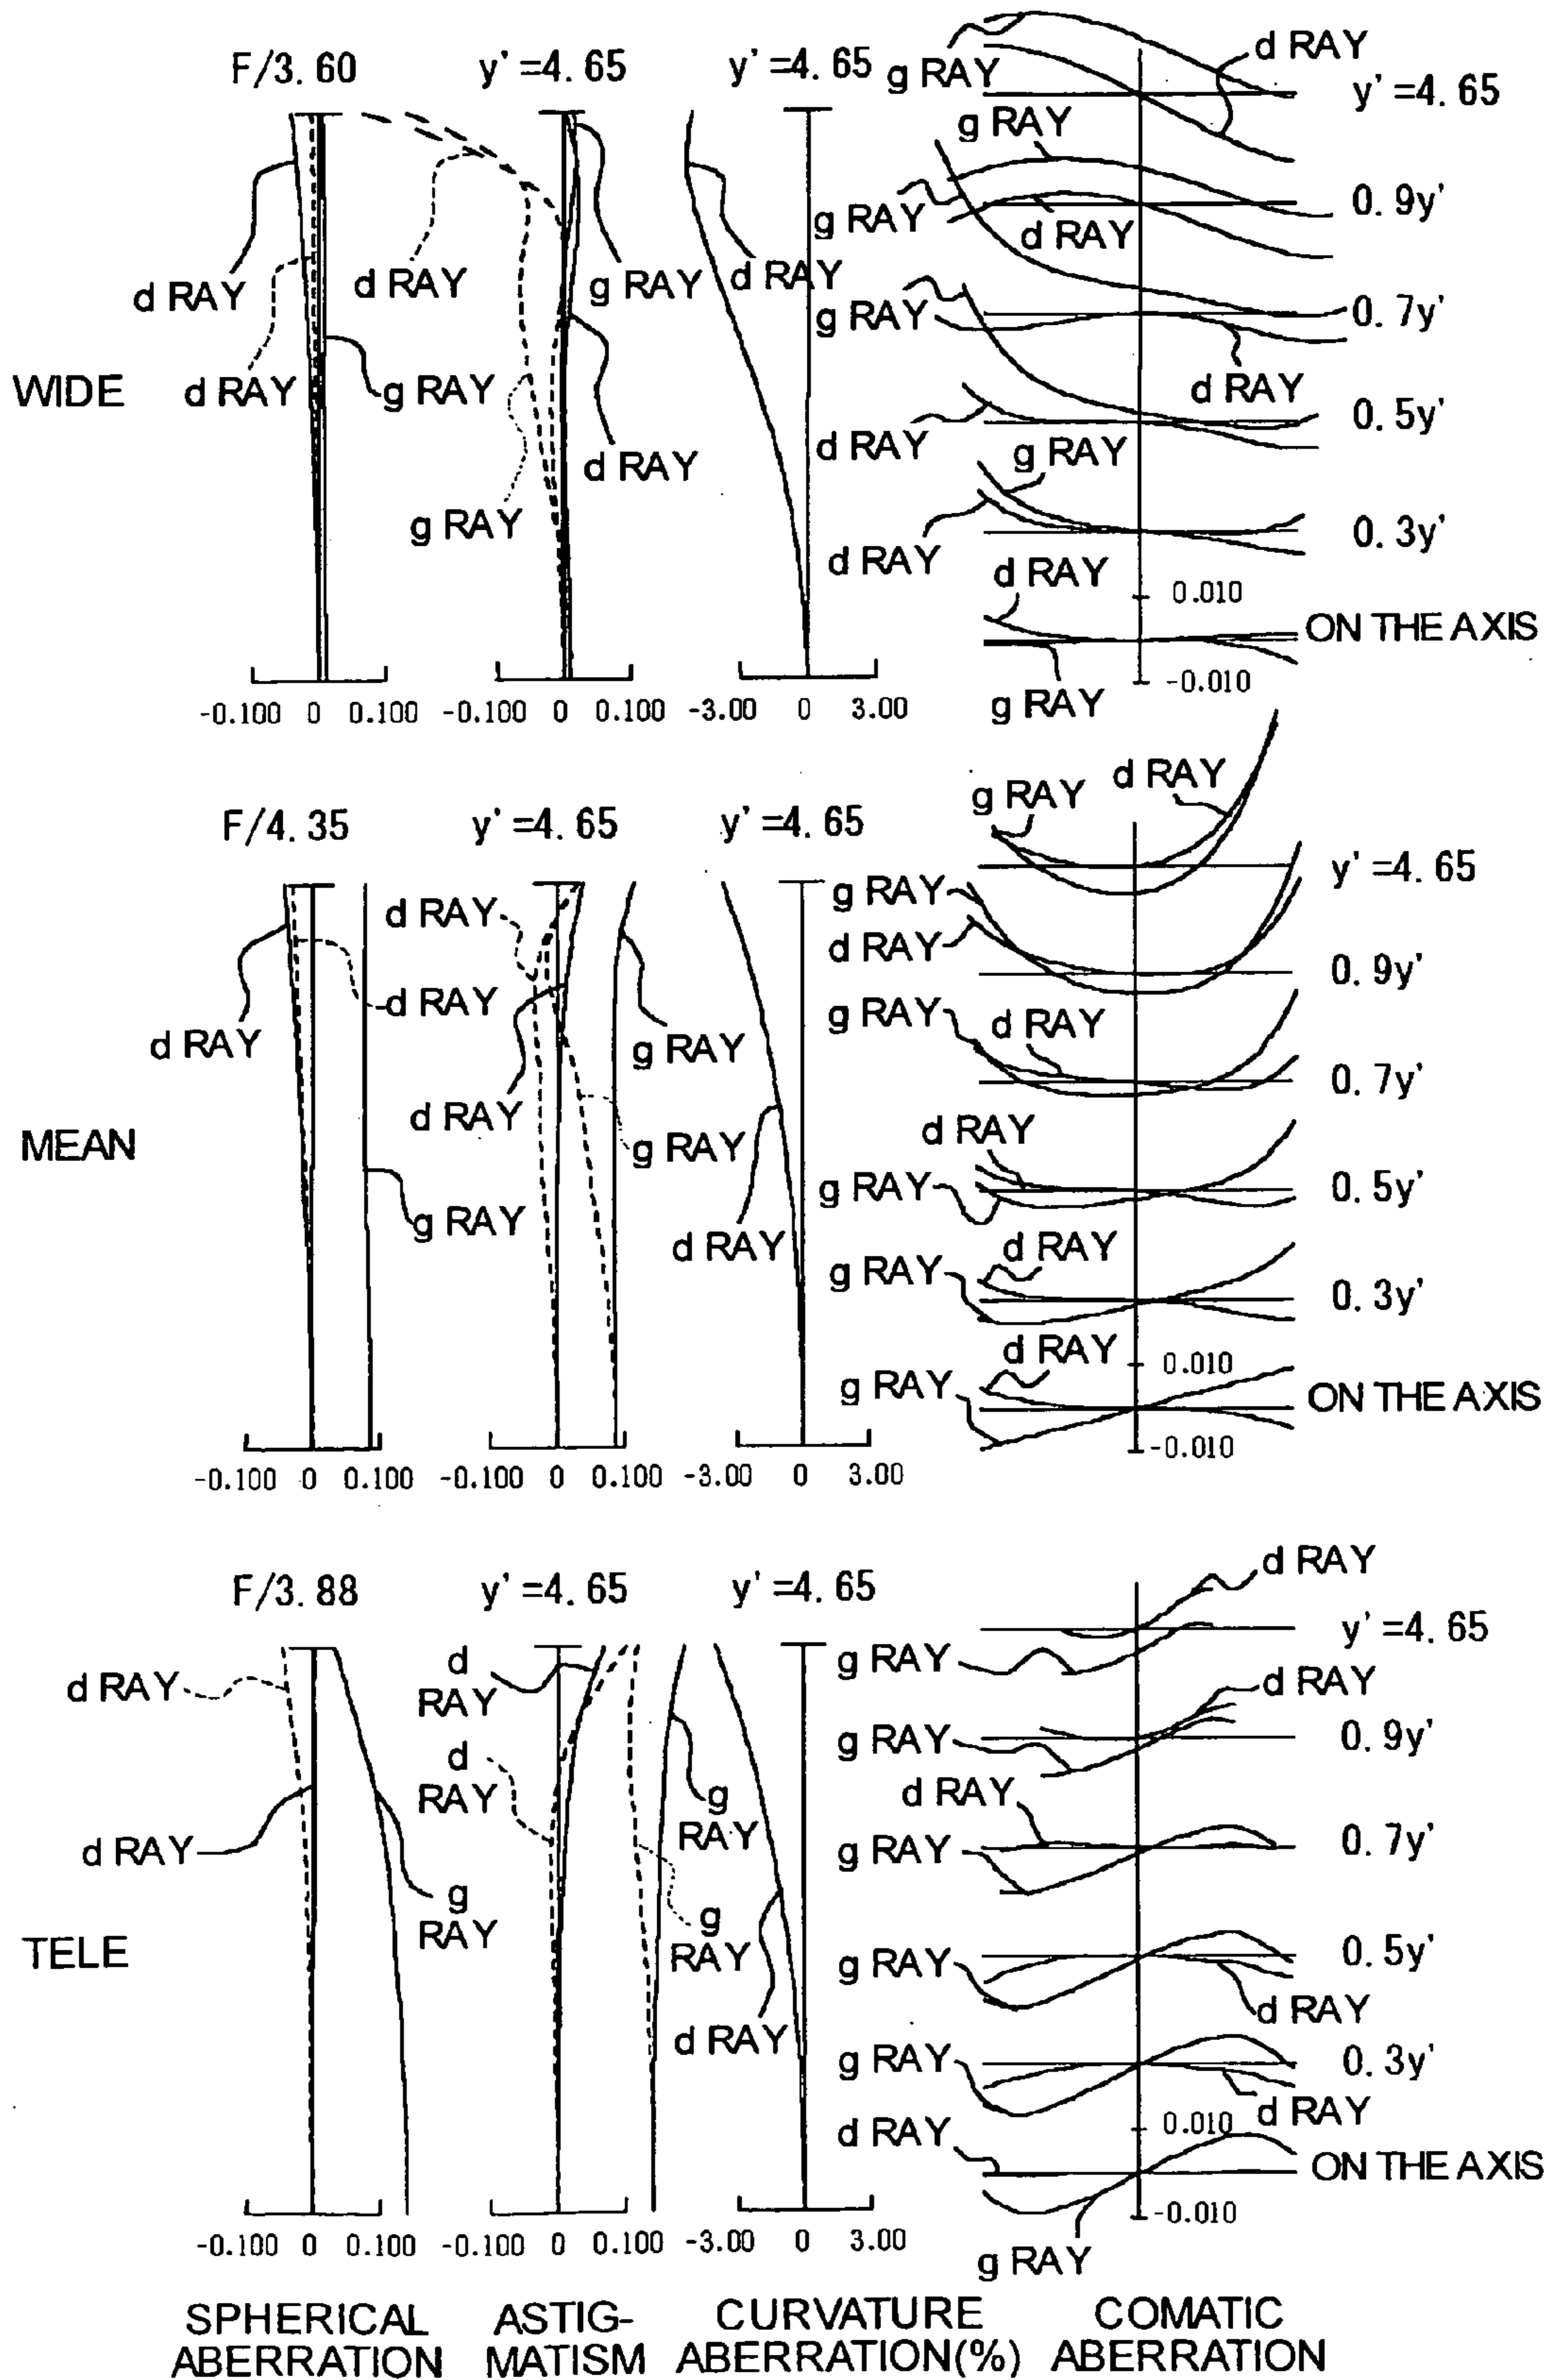 F/3.60
y'=4.65
y'=4.65
g RAY
d RAY
y'=4.65
g RAY
g RAY
d RAY
0.9y'
d RAY
d RAY
g RAY
d RAY
g RAY
0.7y'
WIDE
d RAY
g RAY
d RAY
d RAY
d RAY
0.5y'
g RAY
g RAY
d RAY
0.3y'
d RAY
0.010
ON THE AXIS
-0.010
g RAY
-0.100 0 0.100
-0.100 0 0.100
-3.00 0 3.00
F/4.35
y'=4.65
y'=4.65
g RAY
d RAY
y'=4.65
d RAY
g RAY
d RAY
0.9y'
d RAY
d RAY
g RAY
g RAY
d RAY
0.7y'
MEAN
d RAY
g RAY
d RAY
g RAY
0.5y'
g RAY
d RAY
d RAY
g RAY
0.3y'
d RAY
0.010
g RAY
ON THE AXIS
-0.010
-0.100 0 0.100
-0.100 0 0.100
-3.00 0 3.00
F/3.88
y'=4.65
y'=4.65
d RAY
y'=4.65
g RAY
d RAY
d
RAY
d RAY
0.9y'
g RAY
d
RAY
g
RAY
d RAY
d RAY
g RAY
0.7y'
TELE
g
RAY
g
RAY
g RAY
0.5y'
d RAY
d RAY
g RAY
0.3y'
d RAY
d RAY
0.010
ON THE AXIS
-0.010
g RAY
-0.100 0 0.100
-0.100 0 0.100
-3.00 0 3.00
SPHERICAL
ABERRATION
ASTIG-
MATISM
CURVATURE
ABERRATION(%)
COMATIC
ABERRATION